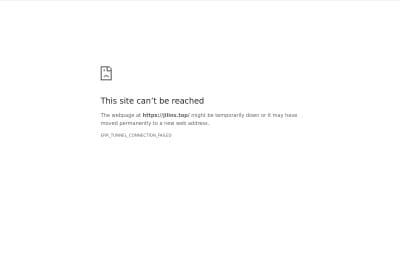 This site can't be reached
The webpage at https://jilins.top/ might be temporarily down or it may have
moved permanently to a new web address.
ERR_TUNNEL_CONNECTION_FAILED